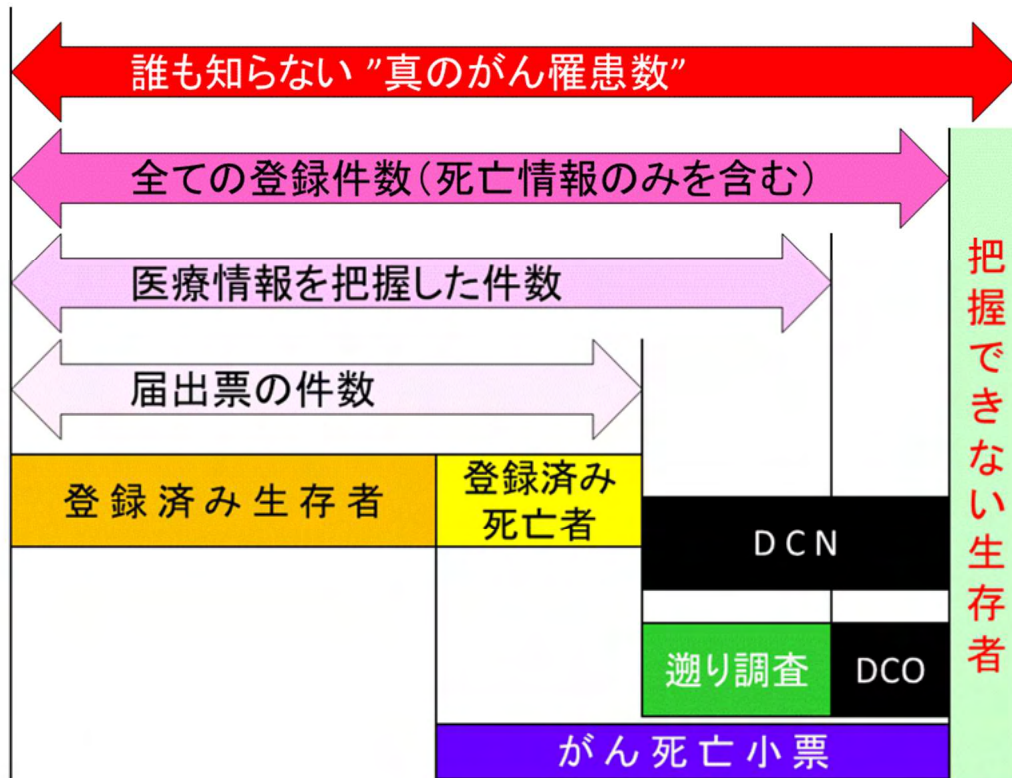 誰も知らない ”真のがん罹患数”
全ての登録件数（死亡情報のみを含む）
医療情報を把握した件数
届出票の件数
登録済み生存者
登録済み
死亡者
DCN
遡り調査
DCO
がん死亡小票
把握できない生存者